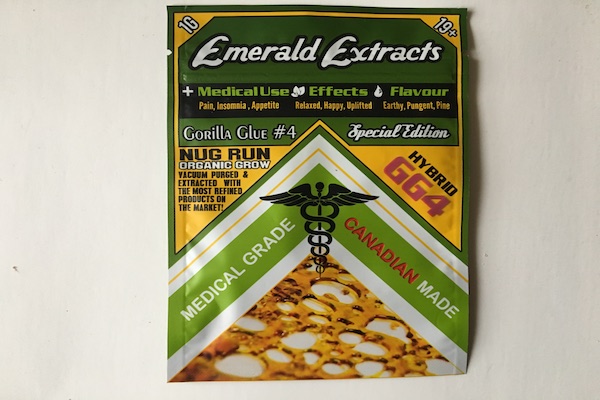 1G
19+
Emerald Extracts
+ Medical Use Effects Flavour
Pain, Insomnia, Appetite Relaxed, Happy, Uplifted Earthy, Pungent, Pine
Gorilla Glue #4 Special Edition
NUG RUN
ORGANIC GROW
VACUUM PURGED &
EXTRACTED WITH
THE MOST REFINED
PRODUCTS ON
THE MARKET!
HYBRID
GG4
MEDICAL GRADE
CANADIAN MADE